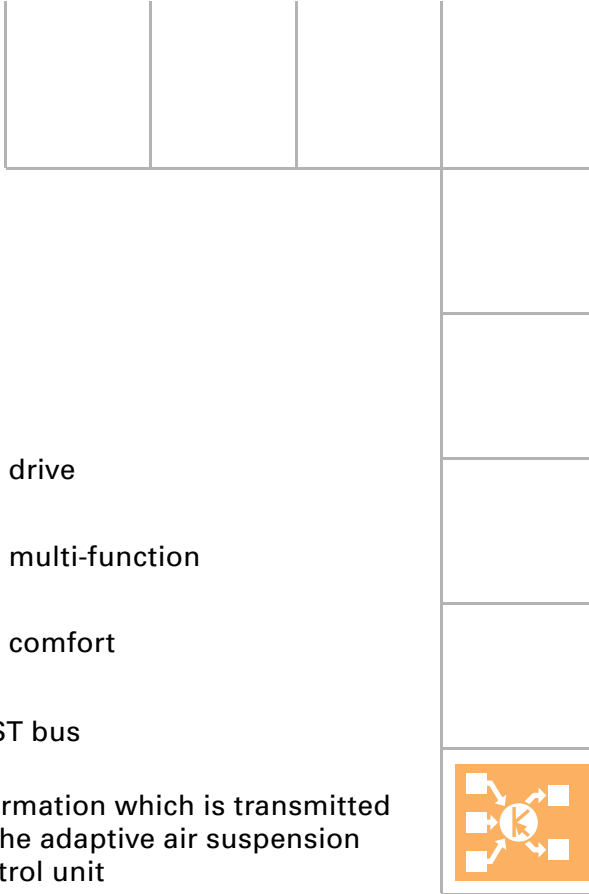 drive
multi-function
comfort
ST bus
rmation which is transmitted
he adaptive air suspension
trol unit